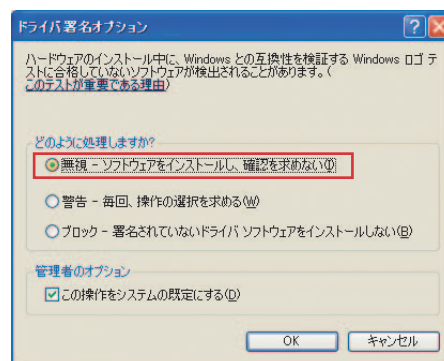 ドライバ署名オプション
ハードウェアのインストール中に、Windows との互換性を検証する Windows ロゴ テ
ストに合格していないソフトウェアが検出されることがあります。(
このテストが重要である理由)
どのように処理しますか?
無視 - ソフトウェアをインストールし、確認を求めない(I)
警告 - 毎回、操作の選択を求める(W)
ブロック - 署名されていないドライバ ソフトウェアをインストールしない(B)
管理者のオプション
この操作をシステムの既定にする(D)
OK
キャンセル